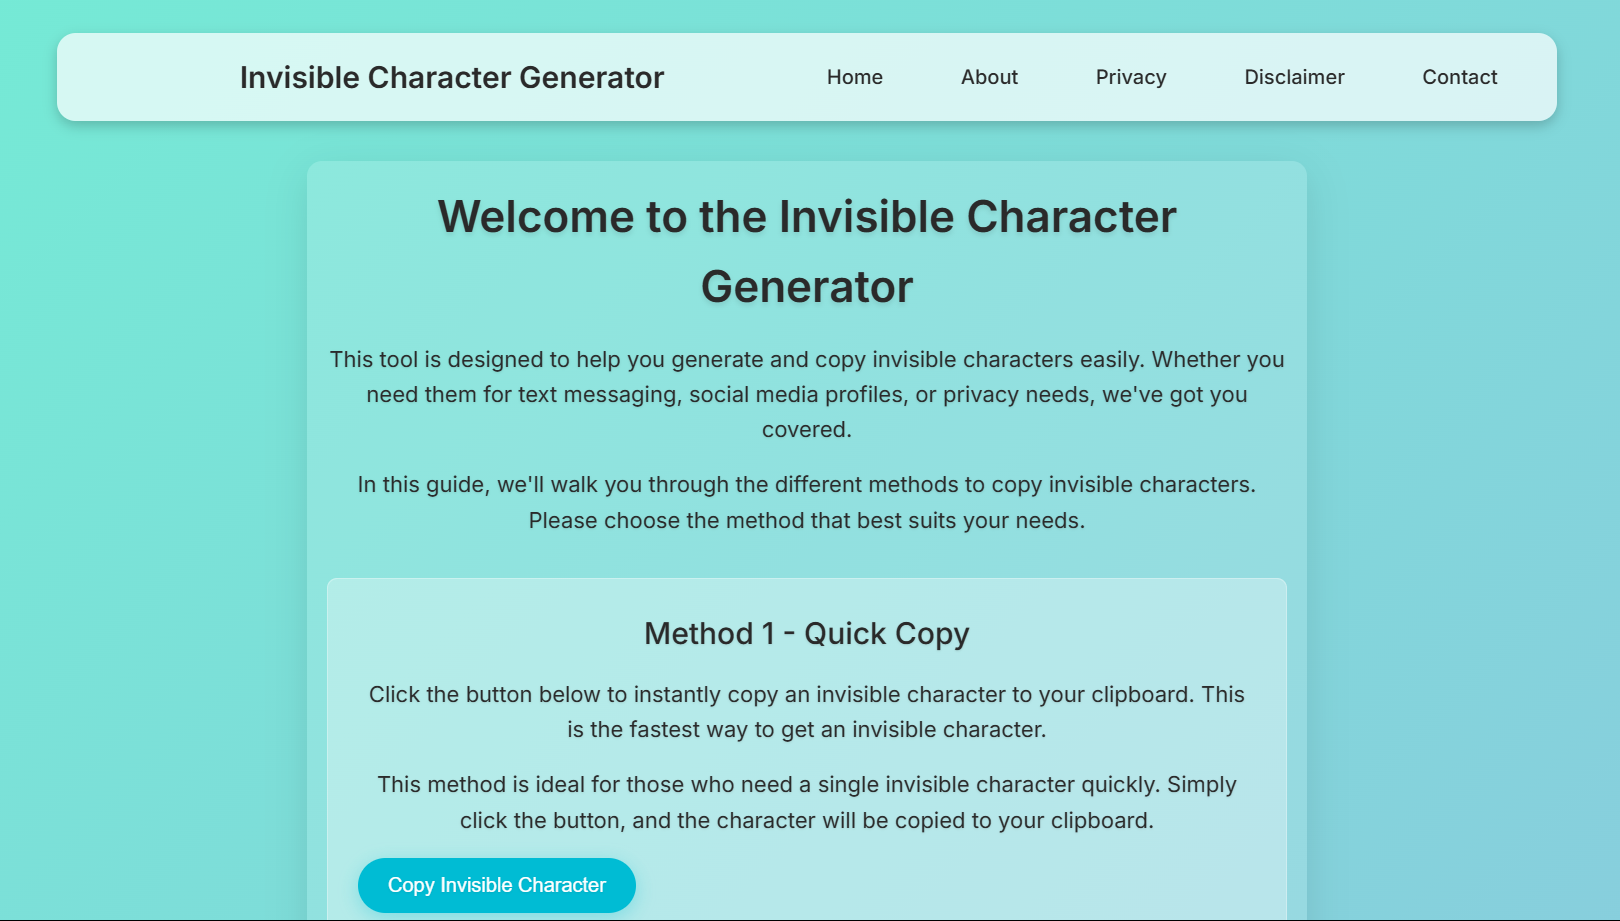 Invisible Character Generator
Home
About
Privacy
Disclaimer
Contact
Welcome to the Invisible Character
Generator
This tool is designed to help you generate and copy invisible characters easily. Whether you
need them for text messaging, social media profiles, or privacy needs, we've got you
covered.
In this guide, we'll walk you through the different methods to copy invisible characters.
Please choose the method that best suits your needs.
Method 1 - Quick Copy
Click the button below to instantly copy an invisible character to your clipboard. This
is the fastest way to get an invisible character.
This method is ideal for those who need a single invisible character quickly. Simply
click the button, and the character will be copied to your clipboard.
Copy Invisible Character